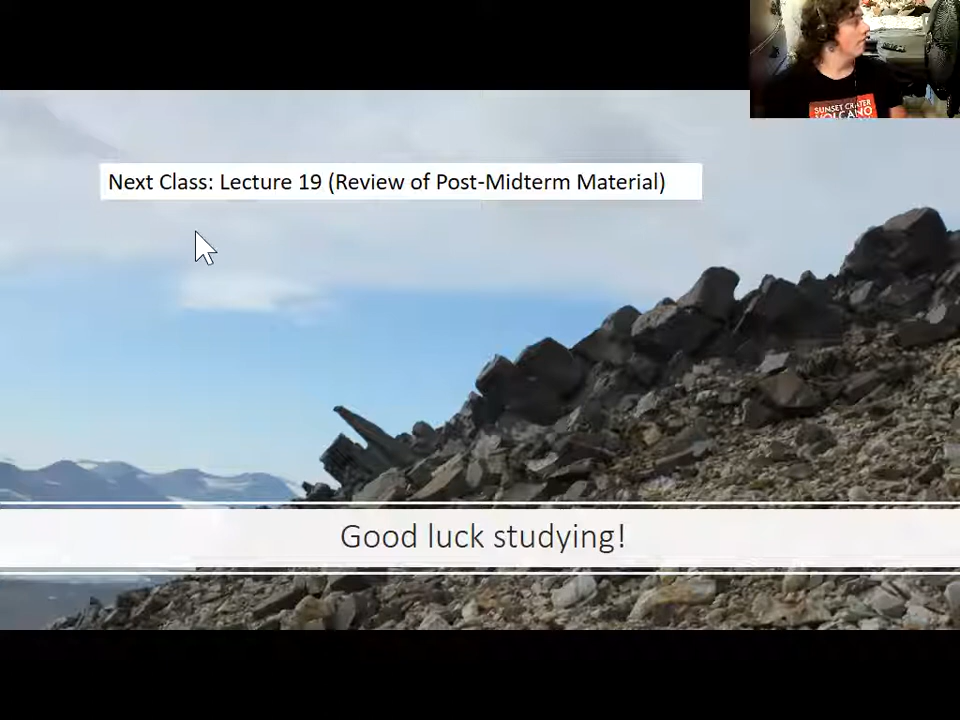 SUNSET CRATER
VOLCANO
Next Class: Lecture 19 (Review of Post-Midterm Material)
Good luck studying!